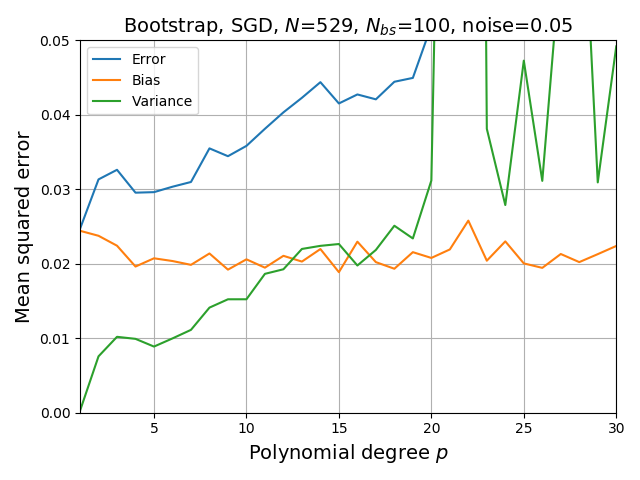 Bootstrap, SGD, N=529, N_bs=100, noise=0.05
Error
Bias
Variance
Mean squared error
0.05
0.04
0.03
0.02
0.01
0.00
5
10
15
20
25
30
Polynomial degree p